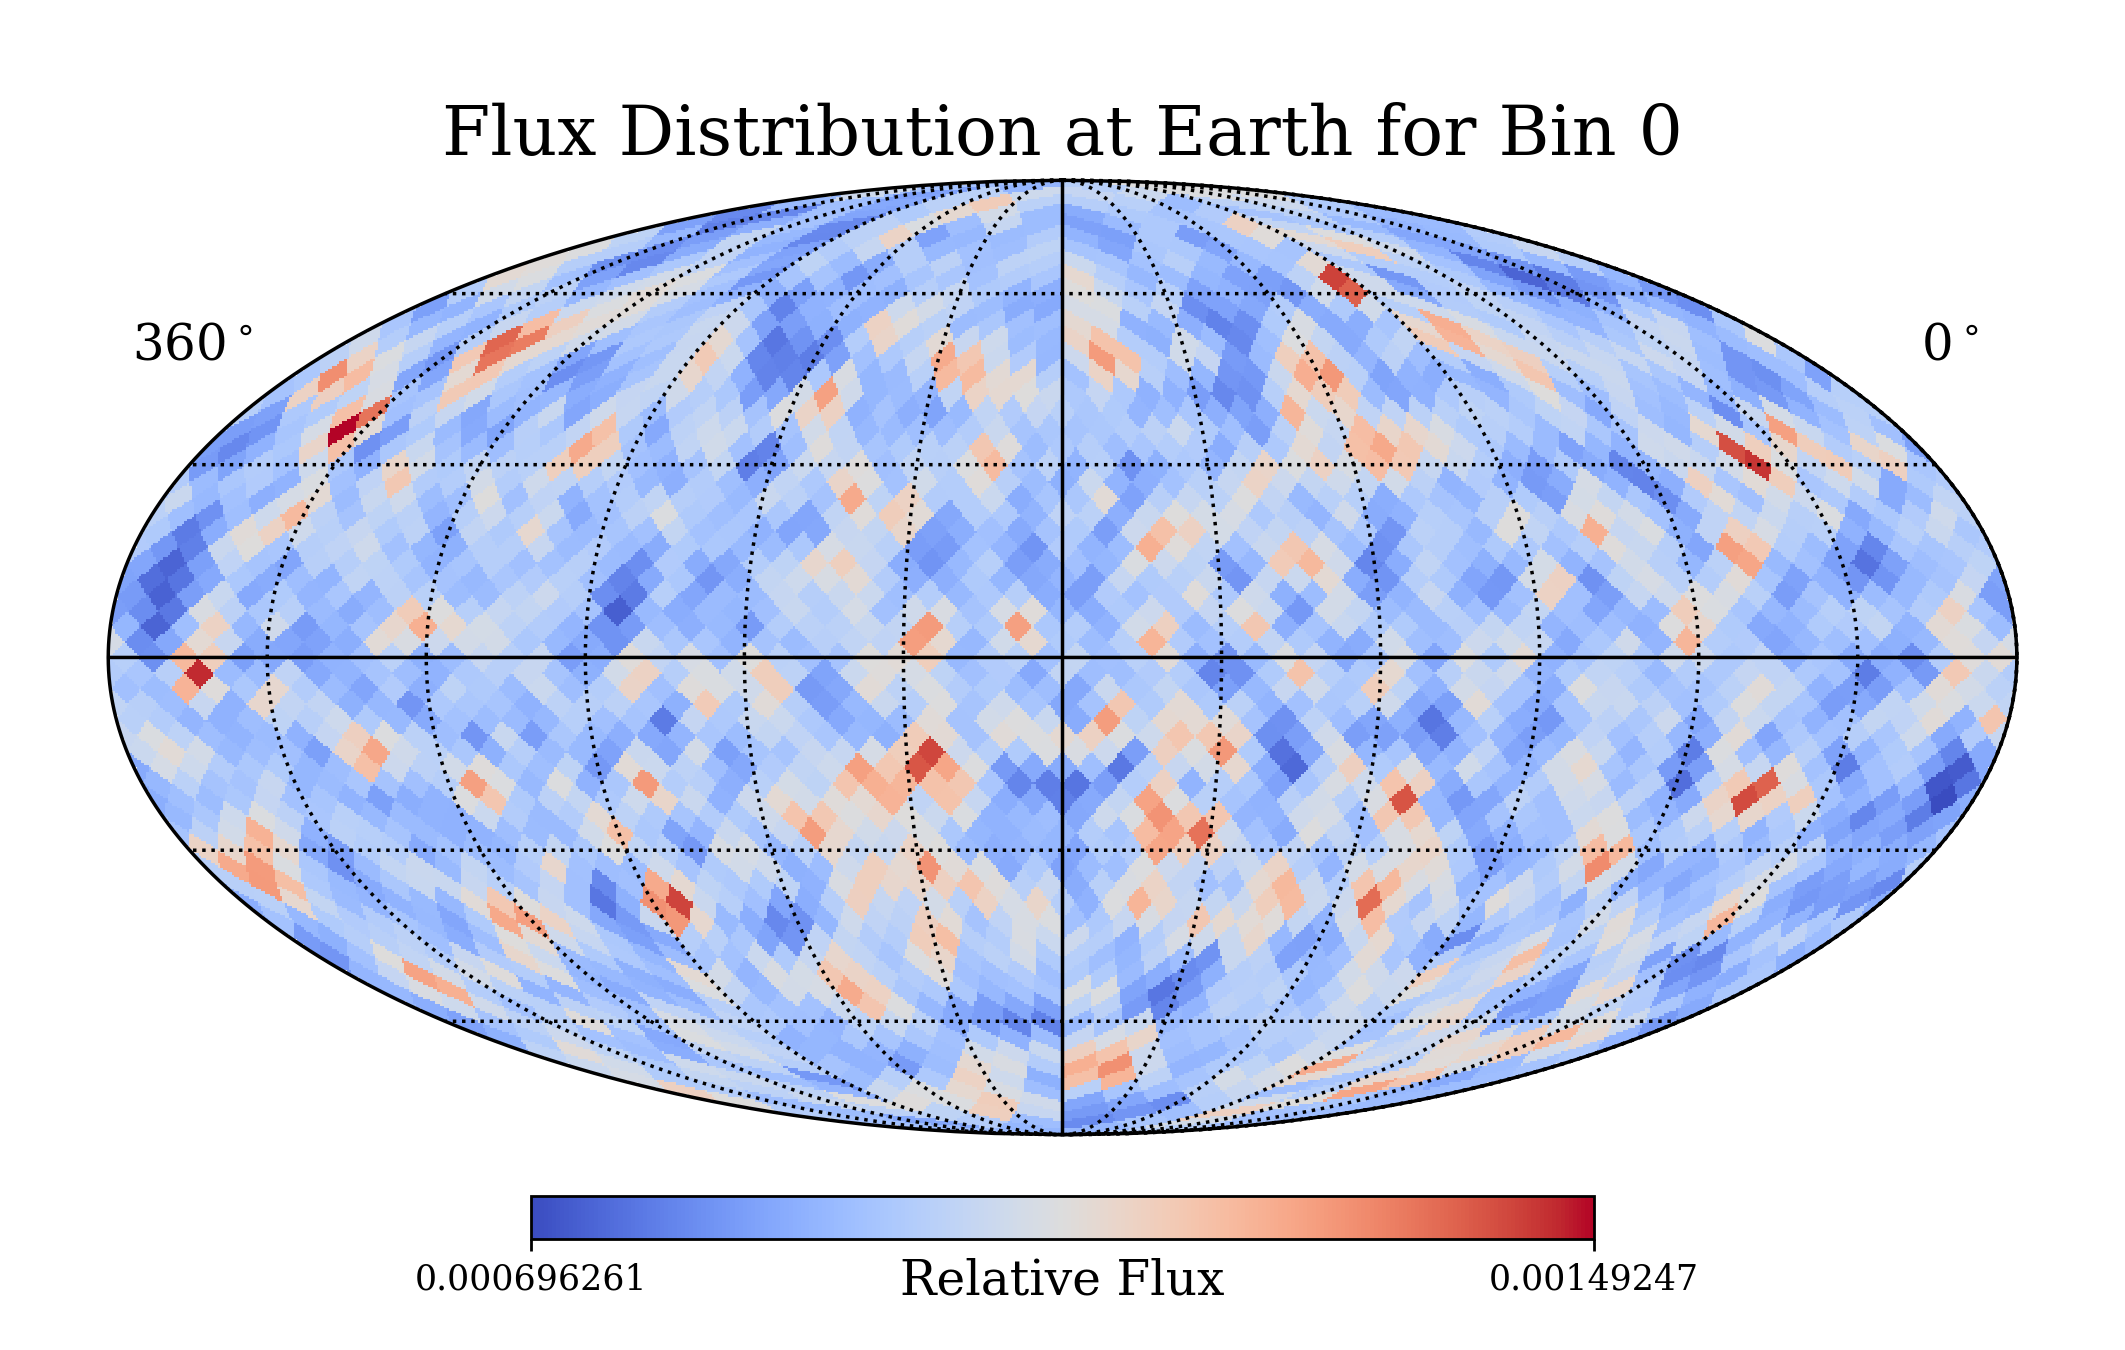 Flux Distribution at Earth for Bin 0
360°
0°
0.000696261
Relative Flux
0.00149247